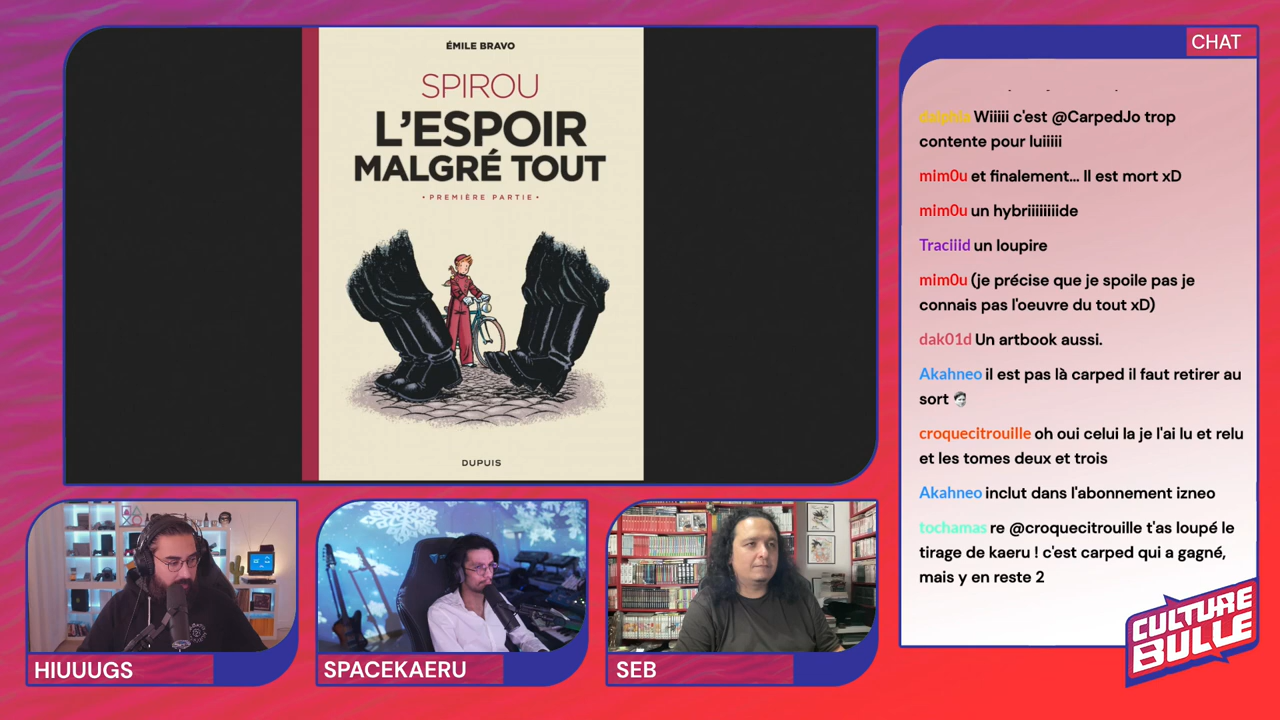 ÉMILE BRAVO
SPIROU
L'ESPOIR
MALGRÉ TOUT
• PREMIÈRE PARTIE •
DUPUIS
HIUUUGS
SPACEKAERU
SEB
CHAT
Wiiiii c'est @CarpedJo trop
contente pour luiiiii
mim0u et finalement... Il est mort xD
mim0u un hybriiiiiiiide
Traciiid un loupire
mim0u (je précise que je spoile pas je
connais pas l'oeuvre du tout xD)
dak01d Un artbook aussi.
Akahneo il est pas là carped il faut retirer au
sort
croquecitrouille oh oui celui la je l'ai lu et relu
et les tomes deux et trois
Akahneo inclut dans l'abonnement izneo
tochamas re @croquecitrouille t'as loupé le
tirage de kaeru ! c'est carped qui a gagné,
mais y en reste 2
CULTURE
BULLE